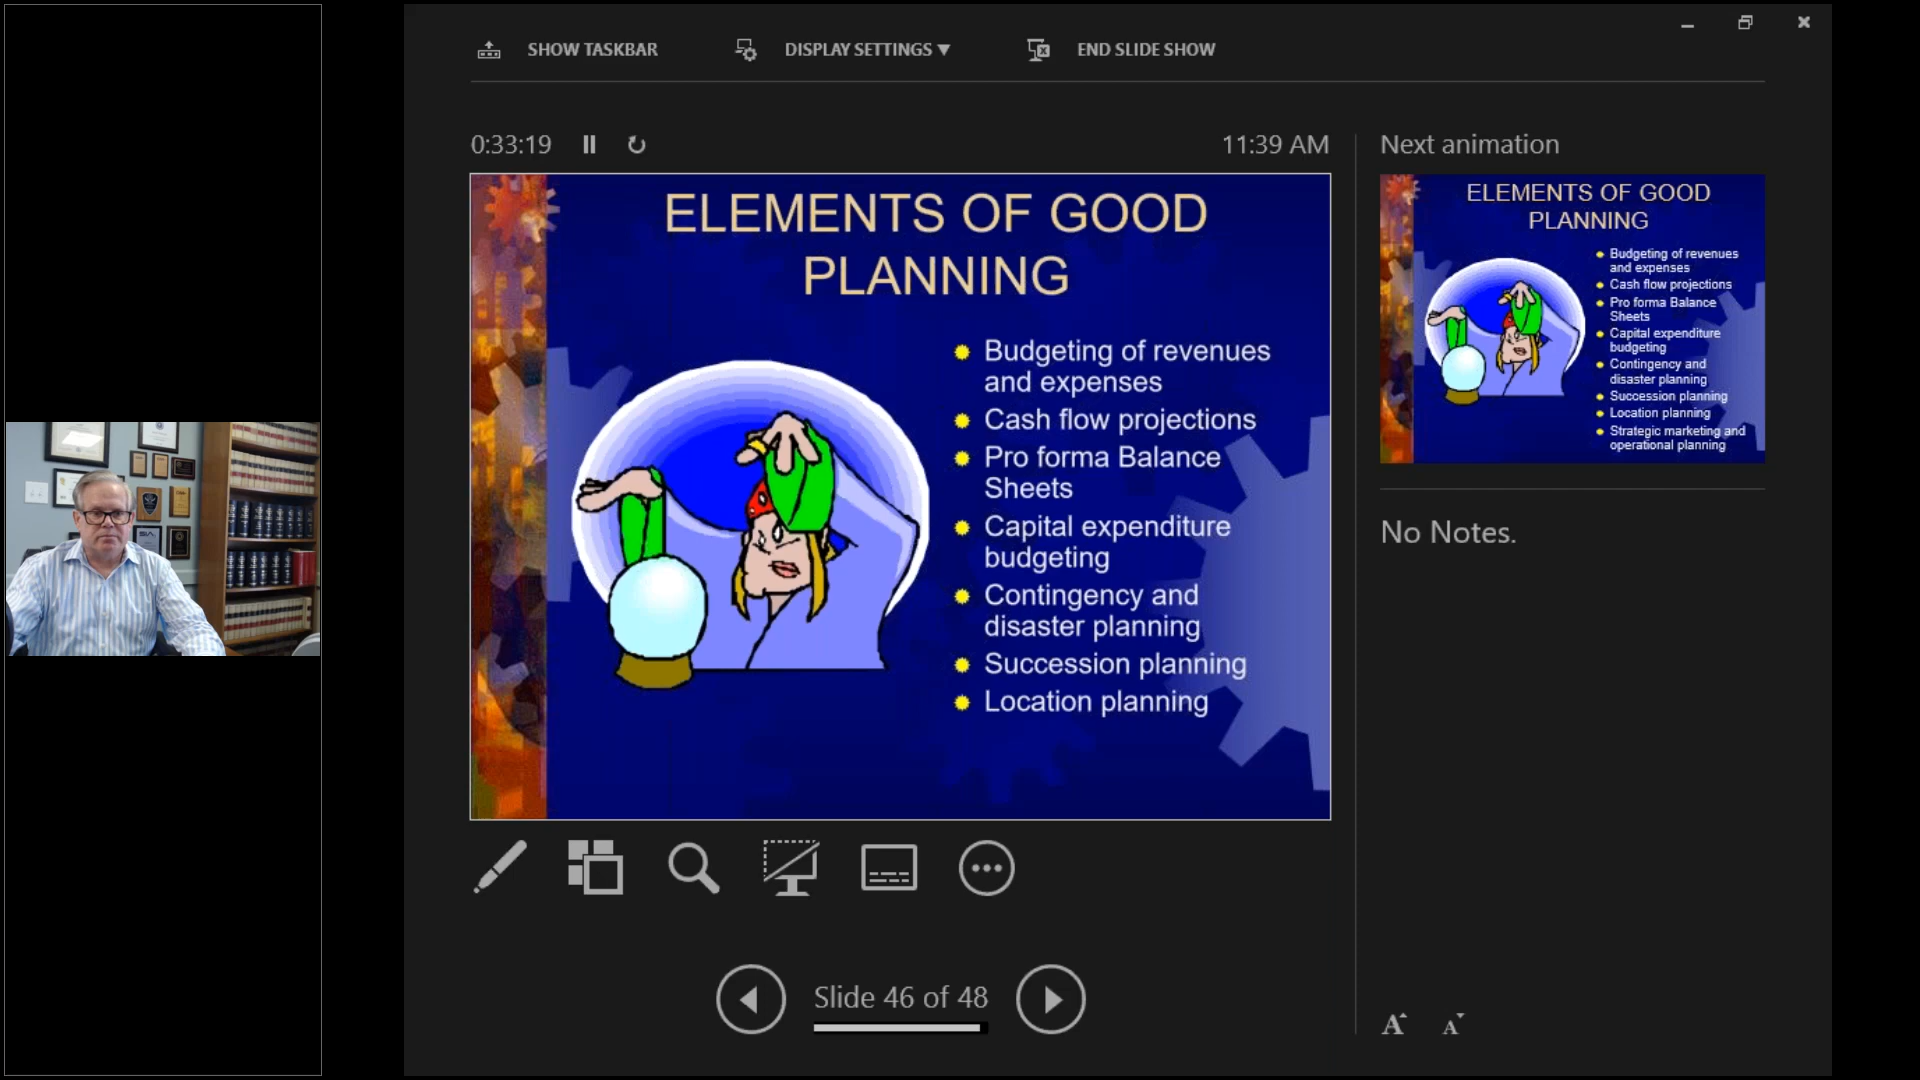 SHOW TASKBAR
DISPLAY SETTINGS ▼
END SLIDE SHOW
0:33:19
11:39 AM
Next animation
ELEMENTS OF GOOD
PLANNING
Budgeting of revenues
and expenses
Cash flow projections
Pro forma Balance
Sheets
Capital expenditure
budgeting
Contingency and
disaster planning
Succession planning
Location planning
ELEMENTS OF GOOD
PLANNING
Budgeting of revenues
and expenses
Cash flow projections
Pro forma Balance
Sheets
Capital expenditure
budgeting
Contingency and
disaster planning
Succession planning
Location planning
Strategic marketing and
operational planning
No Notes.
Slide 46 of 48
A
A